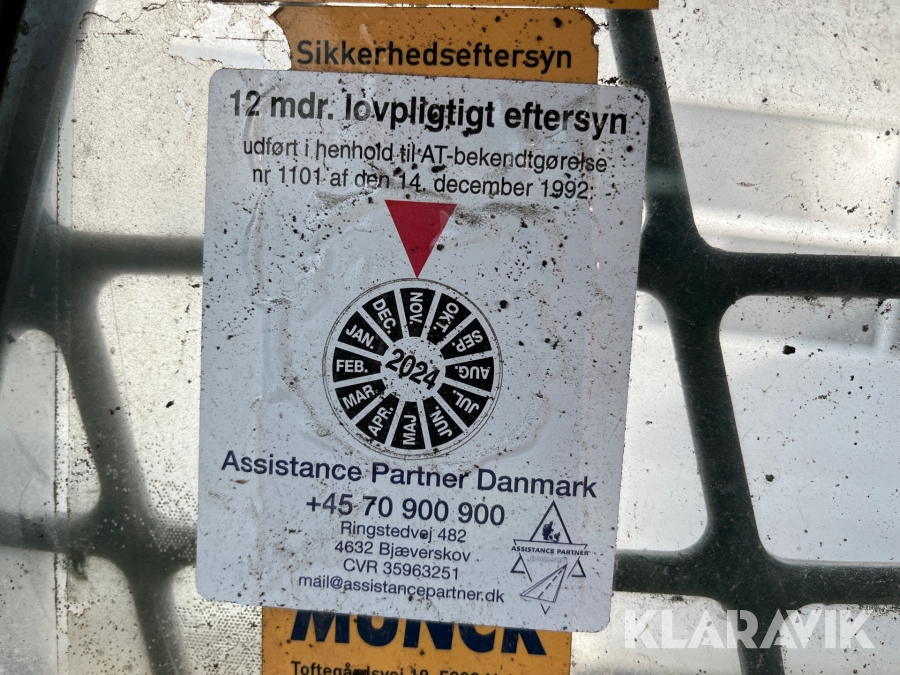 Sikkerhedseftersyn
12 mdr. lovpligtigt eftersyn
udført i henhold til AT-bekendtgørelse
nr 1101 af den 14. december 1992.
NOV.
OKT.
SEP.
AUG.
JUL.
JUN.
MAJ
APR.
MAR.
FEB.
JAN.
DEC.
2024
Assistance Partner Danmark
+45 70 900 900
Ringstedvej 482
4632 Bjæverskov
CVR 35963251
mail@assistancepartner.dk
ASSISTANCE PARTNER
MUNCK
KLARAVIK